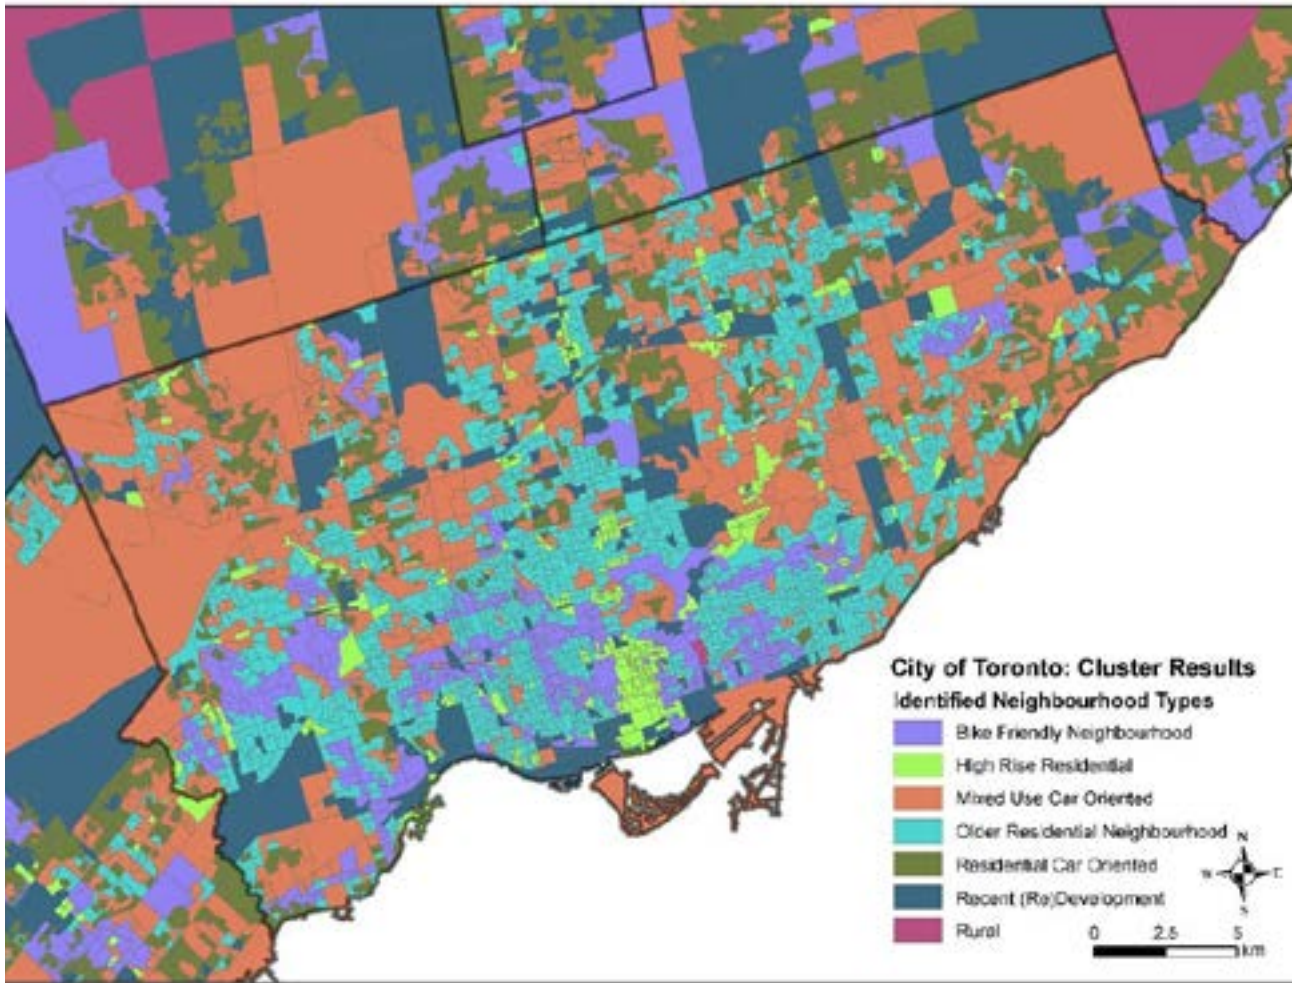 City of Toronto: Cluster Results
Identified Neighbourhood Types
Bike Friendly Neighbourhood
High Rise Residential
Mixed Use Car Oriented
Older Residential Neighbourhood
Residential Car Oriented
Recent (Re)Development
Rural
N
W E
S
0 2.5 5
km